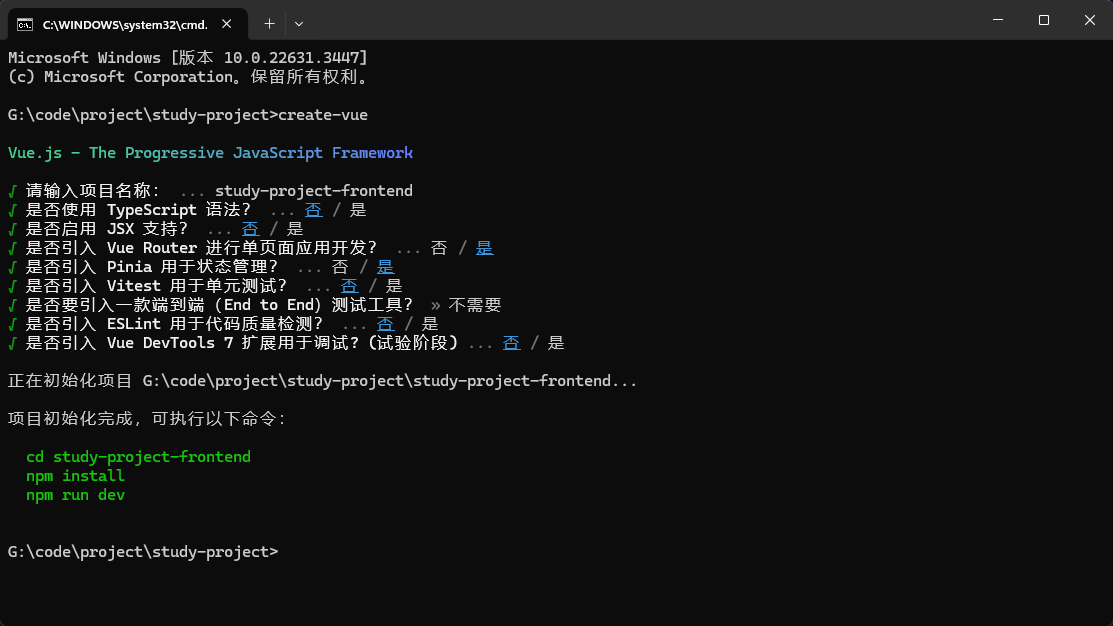 C:\WINDOWS\system32\cmd.
Microsoft Windows [版本 10.0.22631.3447]
(c) Microsoft Corporation。保留所有权利。
G:\code\project\study-project>create-vue
Vue.js - The Progressive JavaScript Framework
√ 请输入项目名称： ... study-project-frontend
√ 是否使用 TypeScript 语法？ ... 否 / 是
√ 是否启用 JSX 支持？ ... 否 / 是
√ 是否引入 Vue Router 进行单页面应用开发？ ... 否 / 是
√ 是否引入 Pinia 用于状态管理？ ... 否 / 是
√ 是否引入 Vitest 用于单元测试？ ... 否 / 是
√ 是否要引入一款端到端（End to End）测试工具？ » 不需要
√ 是否引入 ESLint 用于代码质量检测？ ... 否 / 是
√ 是否引入 Vue DevTools 7 扩展用于调试? (试验阶段) ... 否 / 是
正在初始化项目 G:\code\project\study-project\study-project-frontend...
项目初始化完成，可执行以下命令：
cd study-project-frontend
npm install
npm run dev
G:\code\project\study-project>